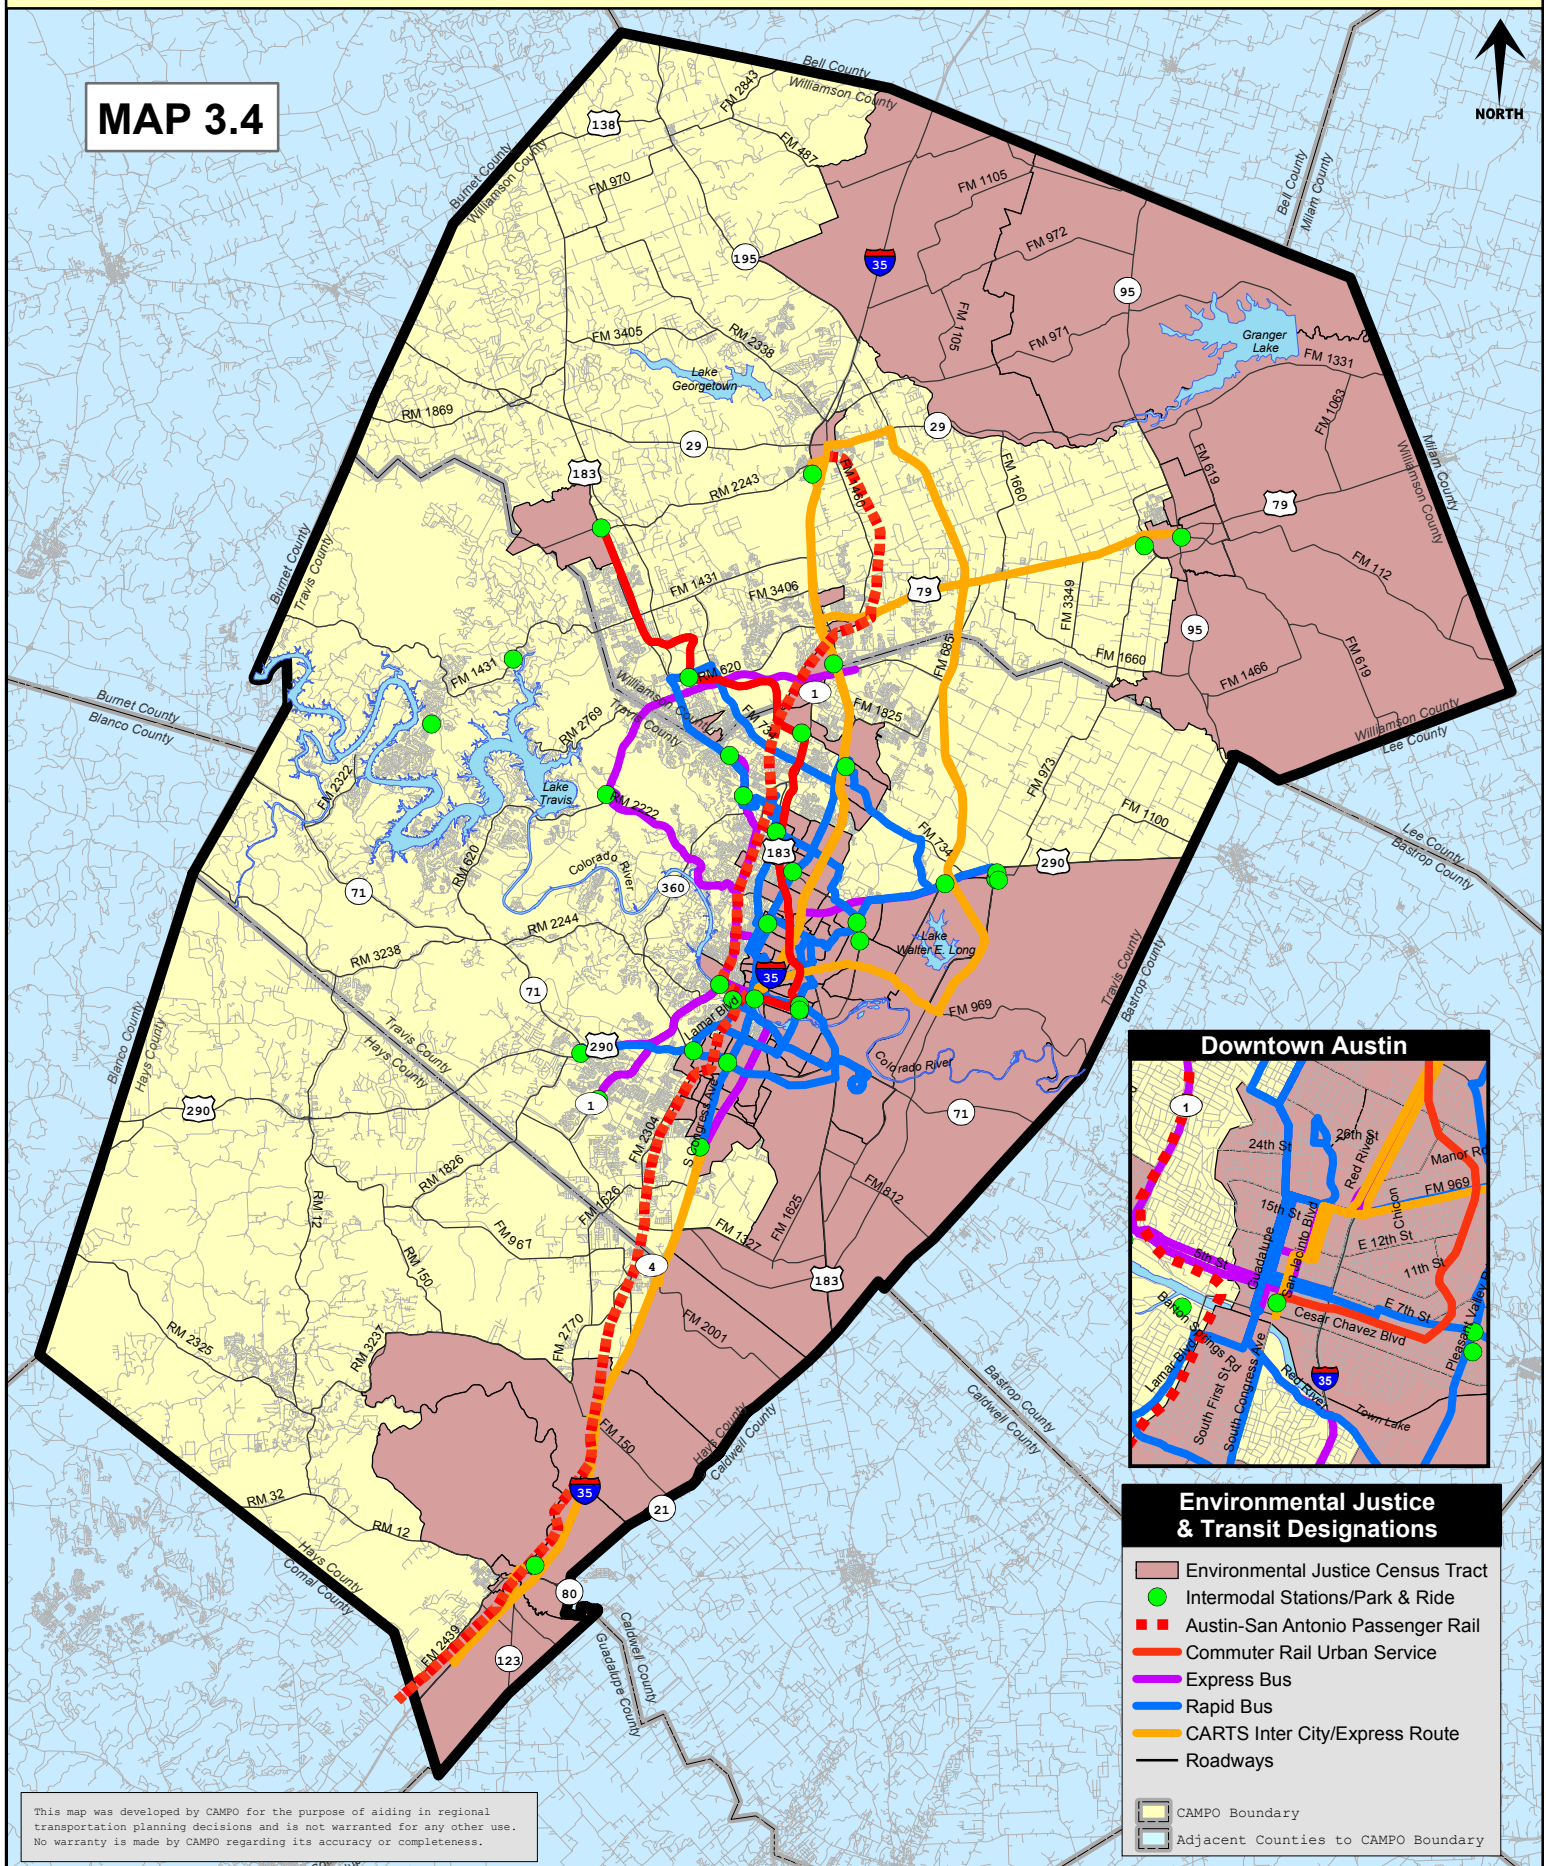 MAP 3.4
NORTH
Bell County
Williamson County
FM 2843
138
FM 487
Burnet County
Williamson County
FM 970
FM 1105
Bell County
Milam County
195
35
FM 972
95
FM 3405
RM 2338
FM 1105
FM 971
Granger
Lake
FM 1331
Lake
Georgetown
RM 1869
29
29
FM 1063
183
FM 619
Milam County
Williamson County
RM 2243
FM 1460
FM 1660
79
Burnet County
Travis County
FM 1431
FM 3406
79
FM 3349
FM 112
95
FM 685
FM 1660
FM 619
FM 1466
FM 1431
RM 620
1
Williamson County
Travis County
FM 734
FM 1825
Burnet County
Blanco County
RM 2769
Williamson County
Lee County
FM 2322
Lake
Travis
RM 2222
FM 973
FM 1100
FM 734
183
290
Lee County
Bastrop County
RM 620
Colorado River
360
71
RM 2244
RM 3238
Lake
Walter E. Long
35
71
FM 969
Travis County
Bastrop County
Lamar Blvd
290
Colorado River
Travis County
Hays County
Blanco County
Hays County
290
1
71
S Congress Ave
FM 2304
RM 1826
FM 1626
FM 812
FM 1625
RM 12
FM 967
FM 1327
RM 150
4
183
FM 2001
RM 2325
RM 3237
FM 2770
Bastrop County
Caldwell County
FM 150
Hays County
Caldwell County
RM 32
35
21
RM 12
Hays County
Comal County
80
FM 2439
123
Caldwell County
Guadalupe County
Downtown Austin
1
24th St
26th St
Red River
Manor Rd
FM 969
15th St
Chicon
E 12th St
11th St
5th St
Guadalupe
San Jacinto Blvd
E 7th St
Cesar Chavez Blvd
Barton Springs Rd
Lamar Blvd
South First St
South Congress Ave
Red River
35
Town Lake
Pleasant Valley R
Environmental Justice
& Transit Designations
Environmental Justice Census Tract
Intermodal Stations/Park & Ride
Austin-San Antonio Passenger Rail
Commuter Rail Urban Service
Express Bus
Rapid Bus
CARTS Inter City/Express Route
Roadways
CAMPO Boundary
Adjacent Counties to CAMPO Boundary
This map was developed by CAMPO for the purpose of aiding in regional
transportation planning decisions and is not warranted for any other use.
No warranty is made by CAMPO regarding its accuracy or completeness.